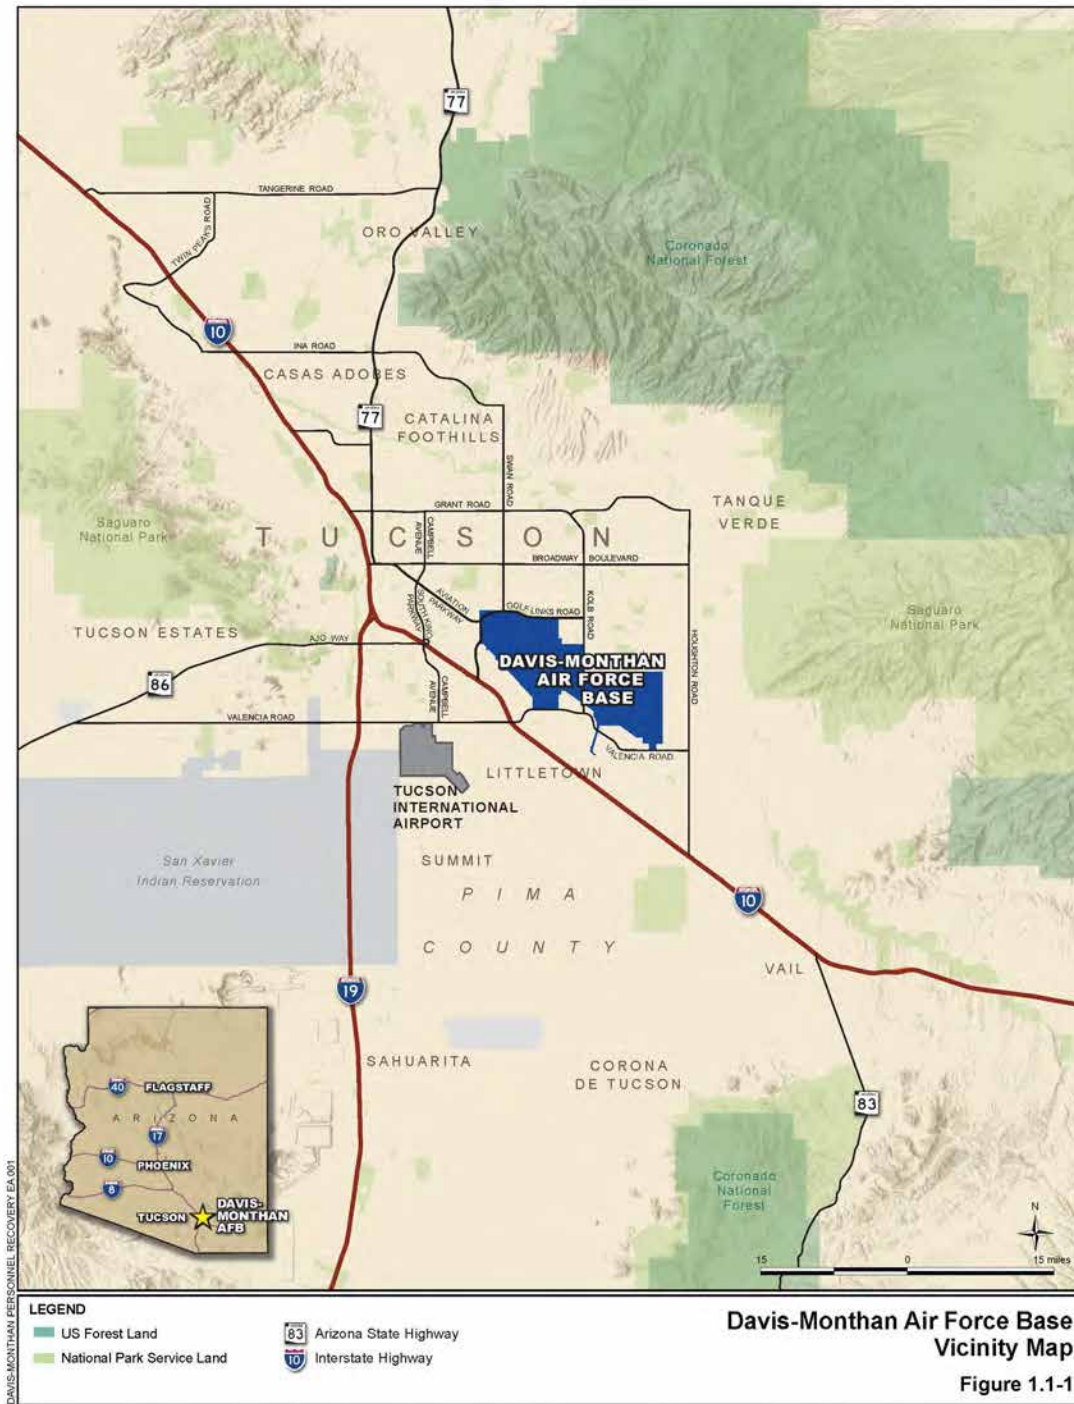 77
TANGERINE ROAD
TWIN PEAKS ROAD
ORO VALLEY
Coronado
National Forest
10
INA ROAD
CASAS ADOBES
77
CATALINA
FOOTHILLS
SWAN ROAD
GRANT ROAD
TANQUE
VERDE
Saguaro
National Park
TUCSON
CAMPBELL
AVENUE
BROADWAY BOULEVARD
AVIATION
PARKWAY
SOUTH KINO
PARKWAY
GOLF LINKS ROAD
KOLB ROAD
Saguaro
National Park
TUCSON ESTATES
AJO WAY
HOUGHTON ROAD
DAVIS-MONTHAN
AIR FORCE
BASE
86
CAMPBELL
AVENUE
VALENCIA ROAD
VALENCIA ROAD
LITTLETOWN
TUCSON
INTERNATIONAL
AIRPORT
San Xavier
Indian Reservation
SUMMIT
PIMA
COUNTY
10
VAIL
19
SAHUARITA
CORONA
DE TUCSON
83
Coronado
National
Forest
40
FLAGSTAFF
ARIZONA
17
10
PHOENIX
8
TUCSON
DAVIS-
MONTHAN
AFB
N
15 0 15 miles
DAVIS-MONTHAN PERSONNEL RECOVERY EA.001
LEGEND
US Forest Land
National Park Service Land
83 Arizona State Highway
10 Interstate Highway
Davis-Monthan Air Force Base
Vicinity Map
Figure 1.1-1